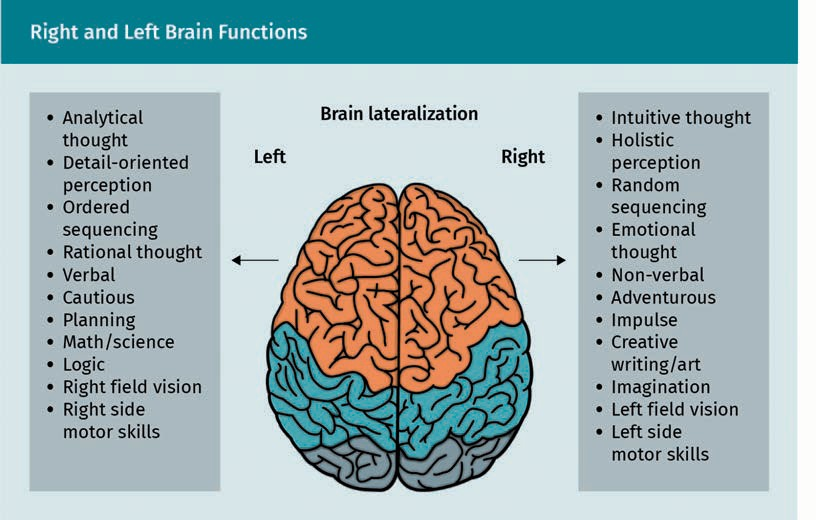 Right and Left Brain Functions
Brain lateralization
Left
Right
• Analytical
thought
• Detail-oriented
perception
• Ordered
sequencing
• Rational thought
• Verbal
• Cautious
• Planning
• Math/science
• Logic
• Right field vision
• Right side
motor skills
• Intuitive thought
• Holistic
perception
• Random
sequencing
• Emotional
thought
• Non-verbal
• Adventurous
• Impulse
• Creative
writing/art
• Imagination
• Left field vision
• Left side
motor skills